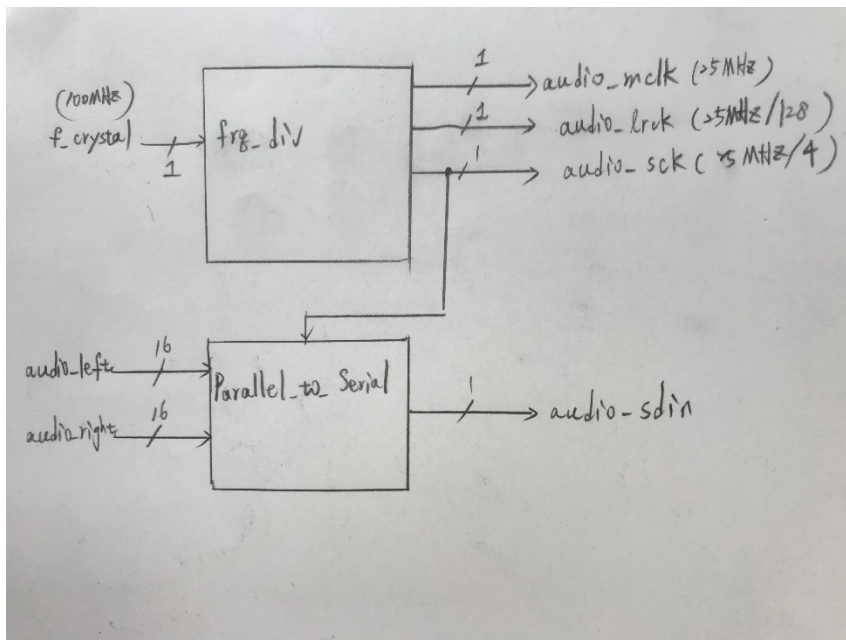 (100MHz)
f_crystal
1
frq_div
1
audio_mclk (25MHz)
1
audio_lrck (25MHz/128)
1
audio_sck (25MHz/4)
audio_left
16
audio_right
16
Parallel_to_Serial
1
audio_sdin